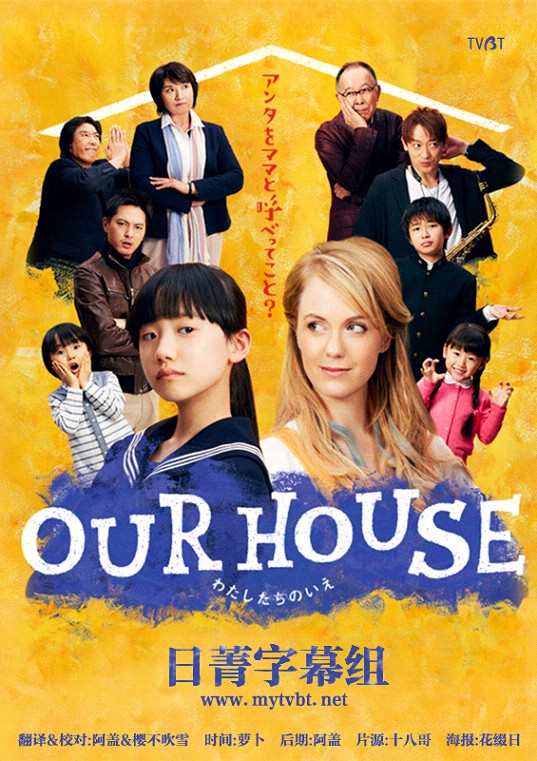 TVBT
アンタをママと呼べってこと?
OUR HOUSE
わたしたちのいえ
日菁字幕组
www.mytvbt.net
翻译&校对:阿盖&樱不吹雪 时间:萝卜 后期:阿盖 片源:十八哥 海报:花缀日